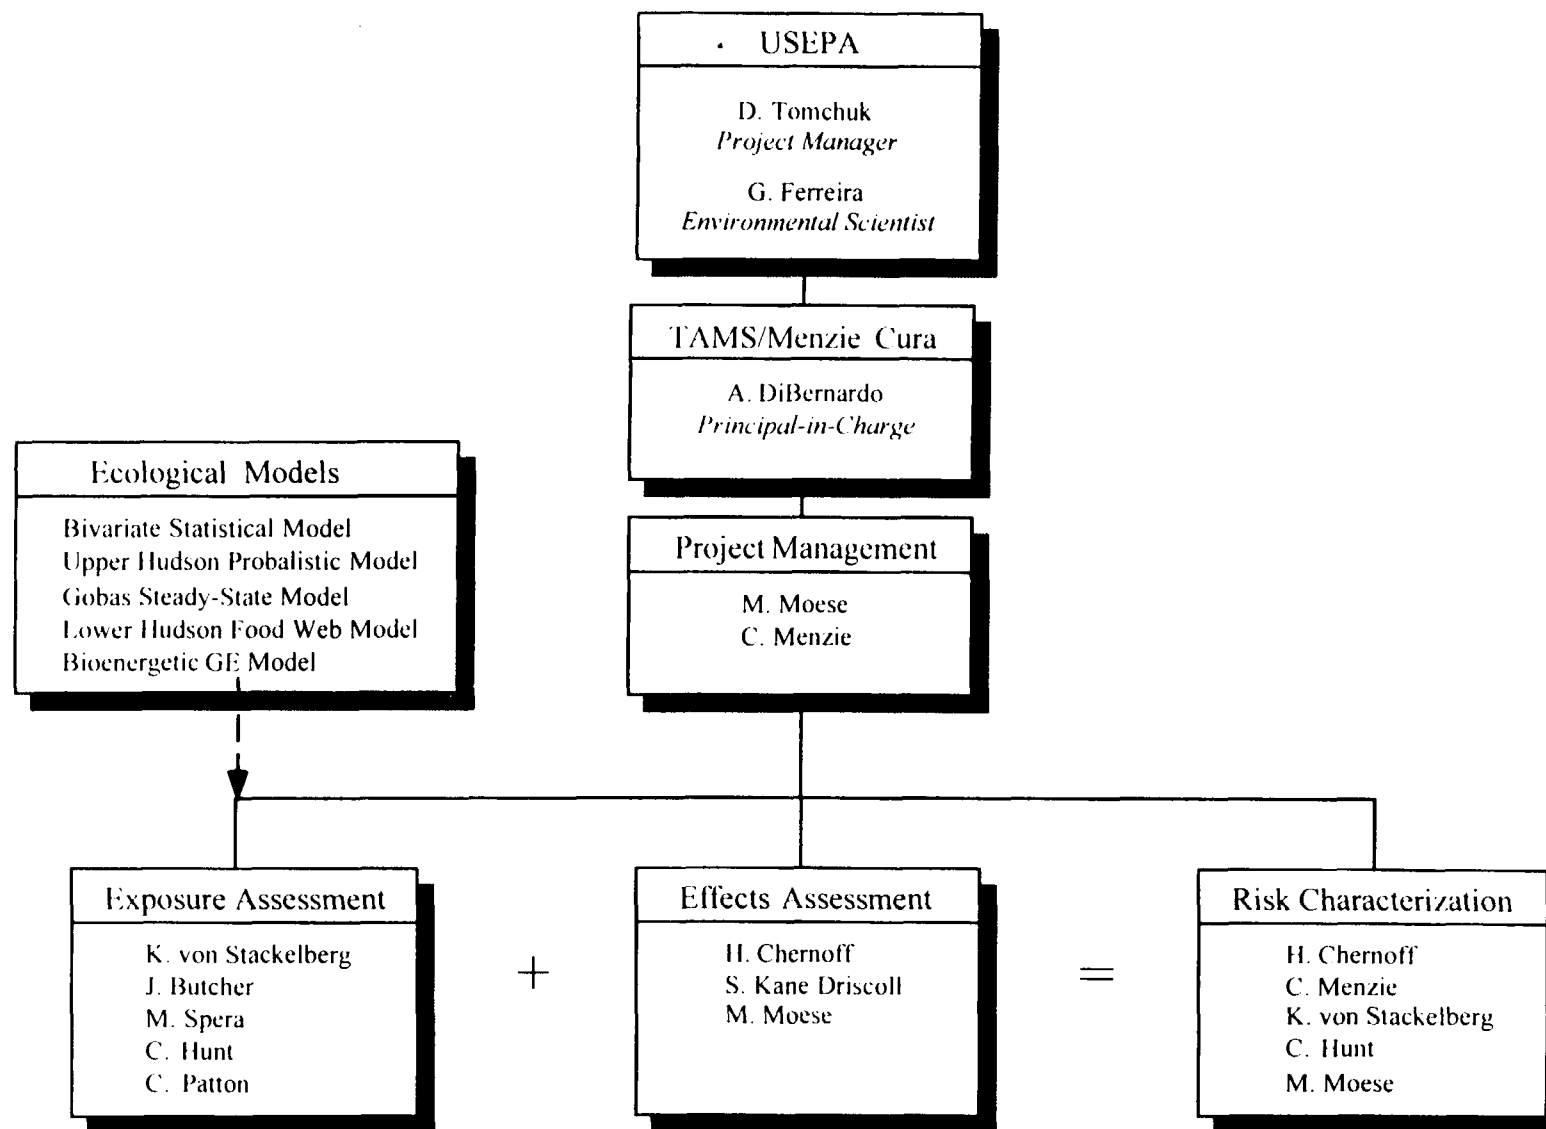 USEPA
D. Tomchuk
Project Manager
G. Ferreira
Environmental Scientist
TAMS/Menzie Cura
A. DiBernardo
Principal-in-Charge
Ecological Models
Bivariate Statistical Model
Upper Hudson Probalistic Model
Gobas Steady-State Model
Lower Hudson Food Web Model
Bioenergetic GE Model
Project Management
M. Moese
C. Menzie
Exposure Assessment
K. von Stackelberg
J. Butcher
M. Spera
C. Hunt
C. Patton
+
Effects Assessment
H. Chernoff
S. Kane Driscoll
M. Moese
=
Risk Characterization
H. Chernoff
C. Menzie
K. von Stackelberg
C. Hunt
M. Moese